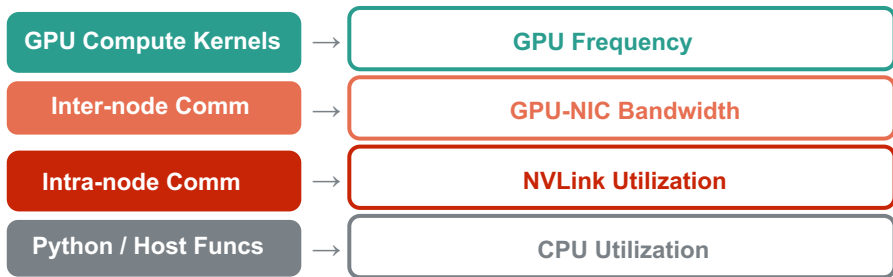 GPU Compute Kernels → GPU Frequency
Inter-node Comm → GPU-NIC Bandwidth
Intra-node Comm → NVLink Utilization
Python / Host Funcs → CPU Utilization